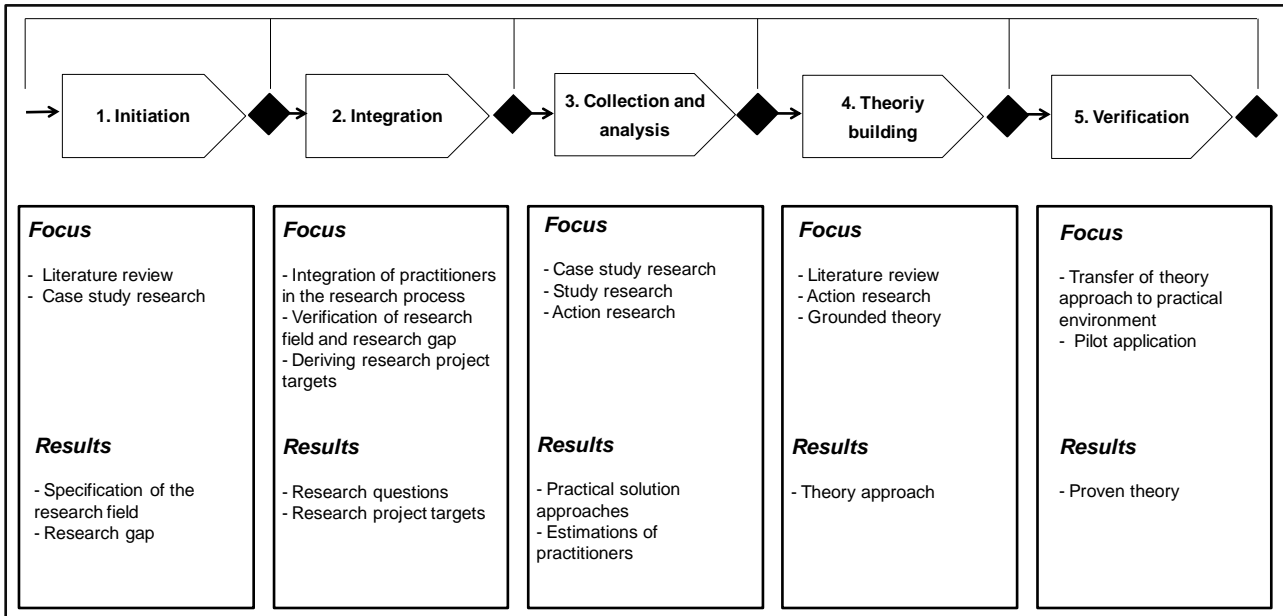 1. Initiation
2. Integration
3. Collection and
analysis
4. Theoriy
building
5. Verification
Focus
- Literature review
- Case study research
Results
- Specification of the
research field
- Research gap
Focus
- Integration of practitioners
in the research process
- Verification of research
field and research gap
- Deriving research project
targets
Results
- Research questions
- Research project targets
Focus
- Case study research
- Study research
- Action research
Results
- Practical solution
approaches
- Estimations of
practitioners
Focus
- Literature review
- Action research
- Grounded theory
Results
- Theory approach
Focus
- Transfer of theory
approach to practical
environment
- Pilot application
Results
- Proven theory